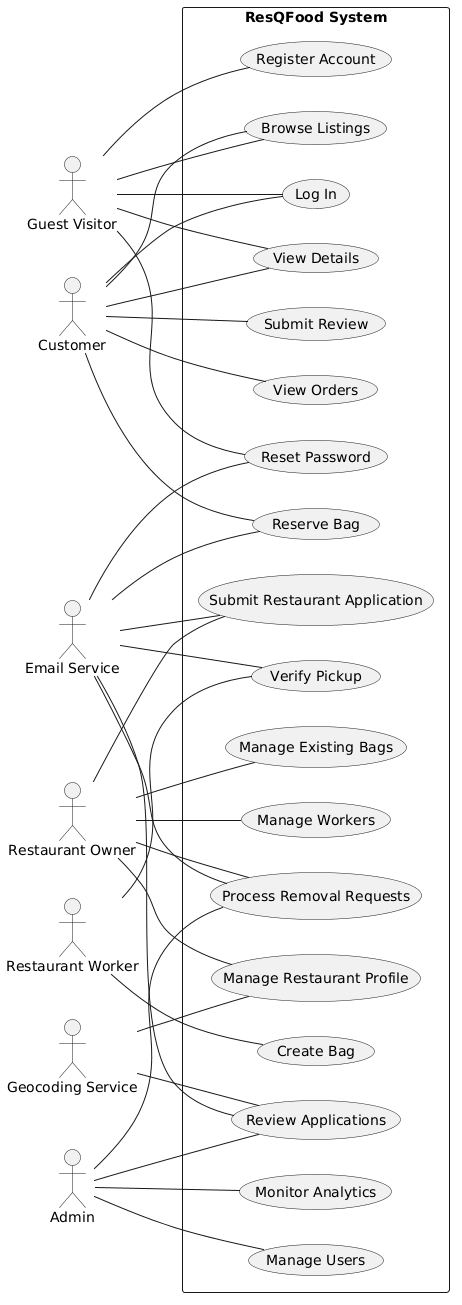 ResQFood System
Register Account
Browse Listings
Log In
Guest Visitor
View Details
Submit Review
Customer
View Orders
Reset Password
Reserve Bag
Submit Restaurant Application
Email Service
Verify Pickup
Manage Existing Bags
Manage Workers
Restaurant Owner
Process Removal Requests
Restaurant Worker
Manage Restaurant Profile
Create Bag
Geocoding Service
Review Applications
Monitor Analytics
Admin
Manage Users